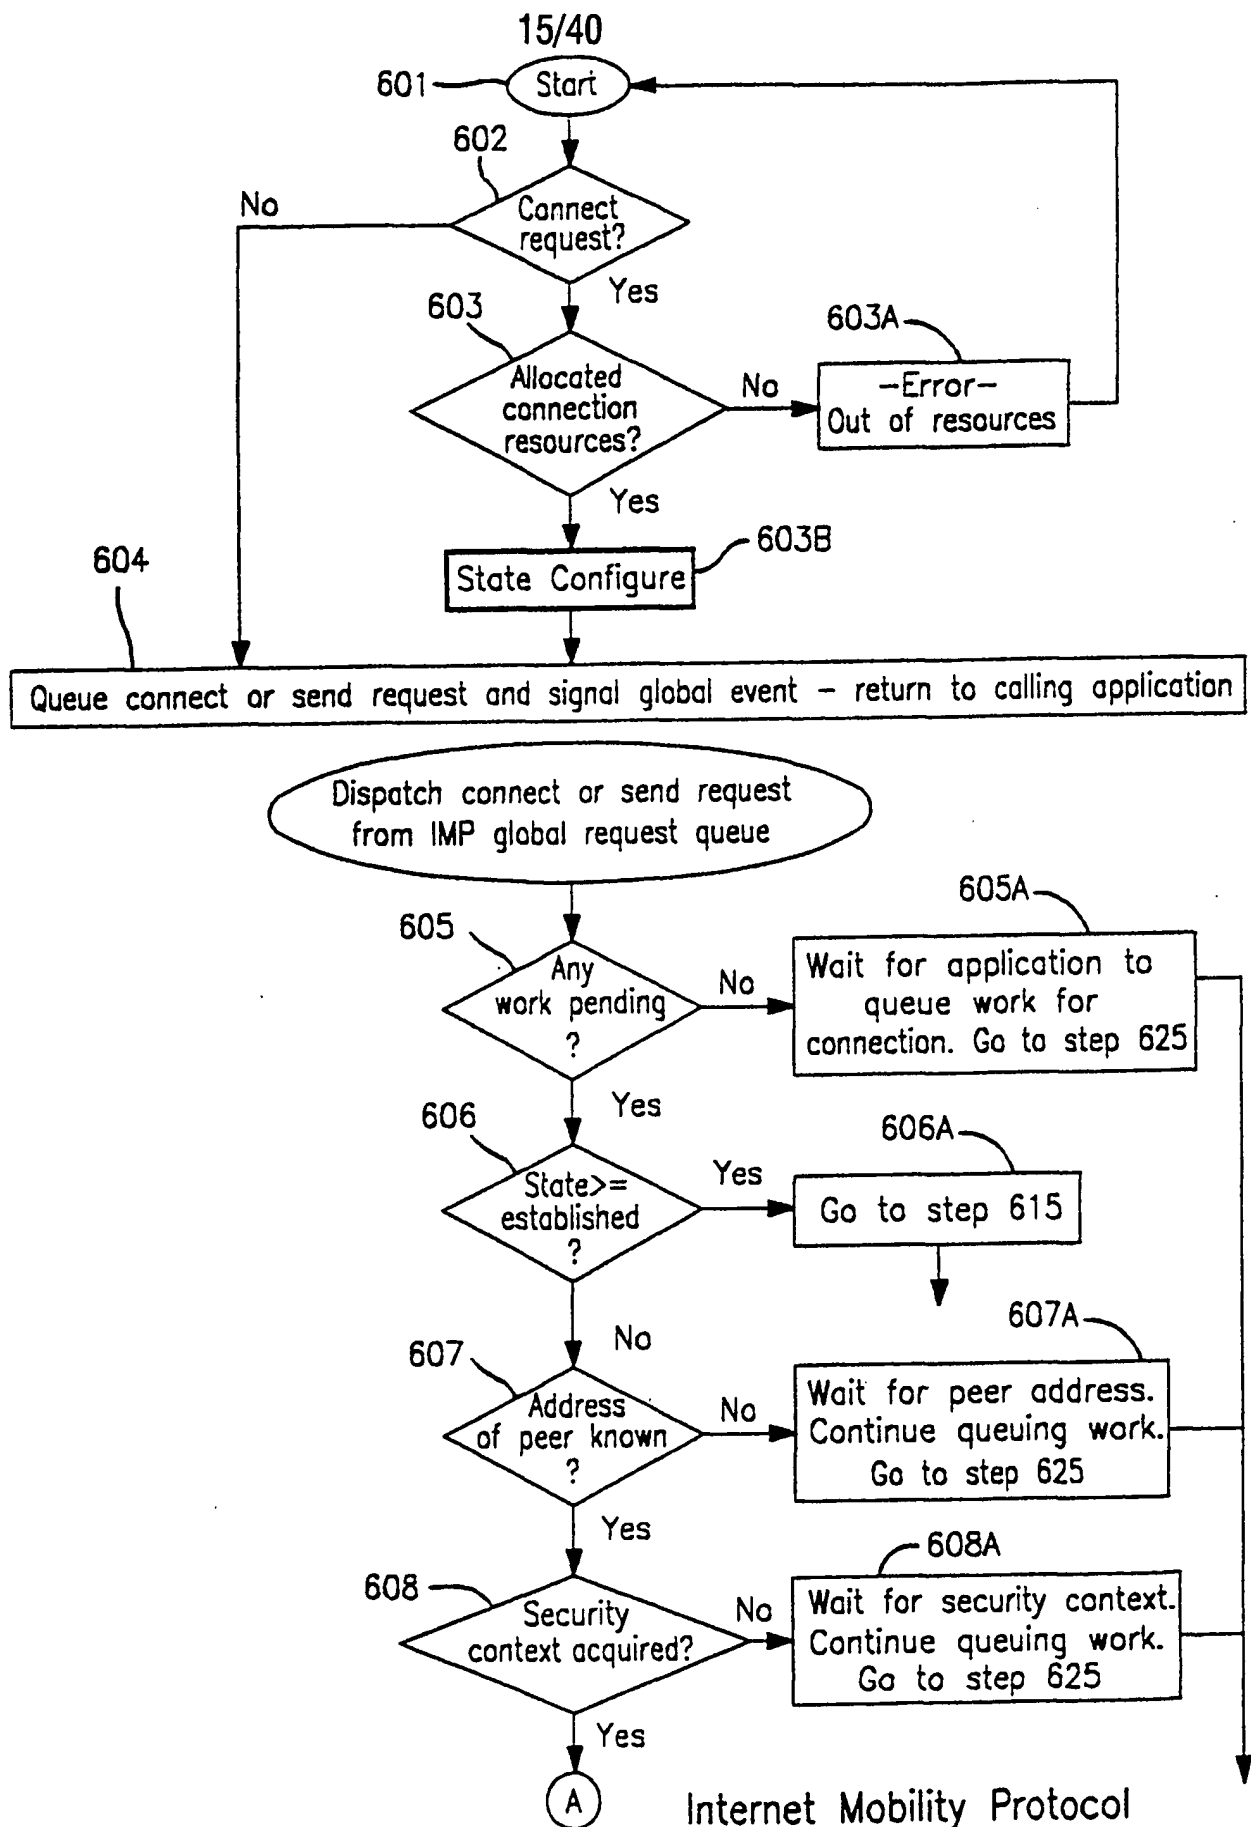 15/40
601
Start
602
No
Connect
request?
Yes
603
603A
Allocated
connection
resources?
No
-Error-
Out of resources
Yes
603B
604
State Configure
Queue connect or send request and signal global event - return to calling application
Dispatch connect or send request
from IMP global request queue
605
605A
Any
work pending
?
No
Wait for application to
queue work for
connection. Go to step 625
Yes
606
606A
State>=
established
?
Yes
Go to step 615
No
607
607A
Address
of peer known
?
No
Wait for peer address.
Continue queuing work.
Go to step 625
Yes
608
608A
Security
context acquired?
No
Wait for security context.
Continue queuing work.
Go to step 625
Yes
A
Internet Mobility Protocol